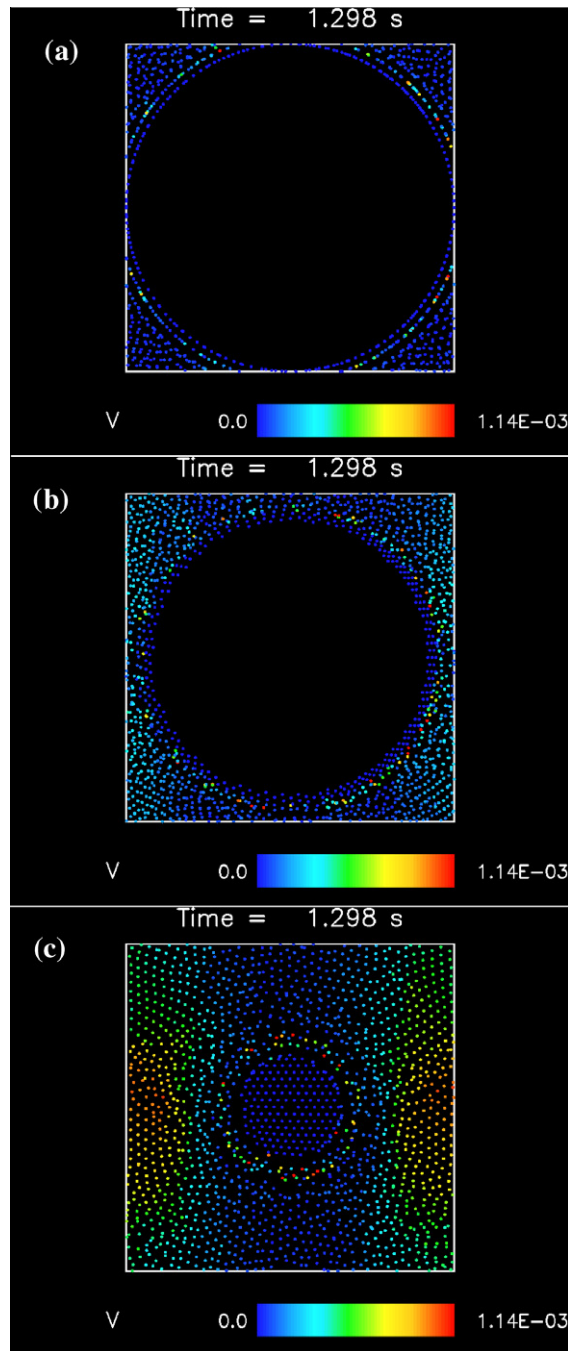 Time = 1.298 s
(a)
V 0.0 1.14E-03
Time = 1.298 s
(b)
V 0.0 1.14E-03
Time = 1.298 s
(c)
V 0.0 1.14E-03